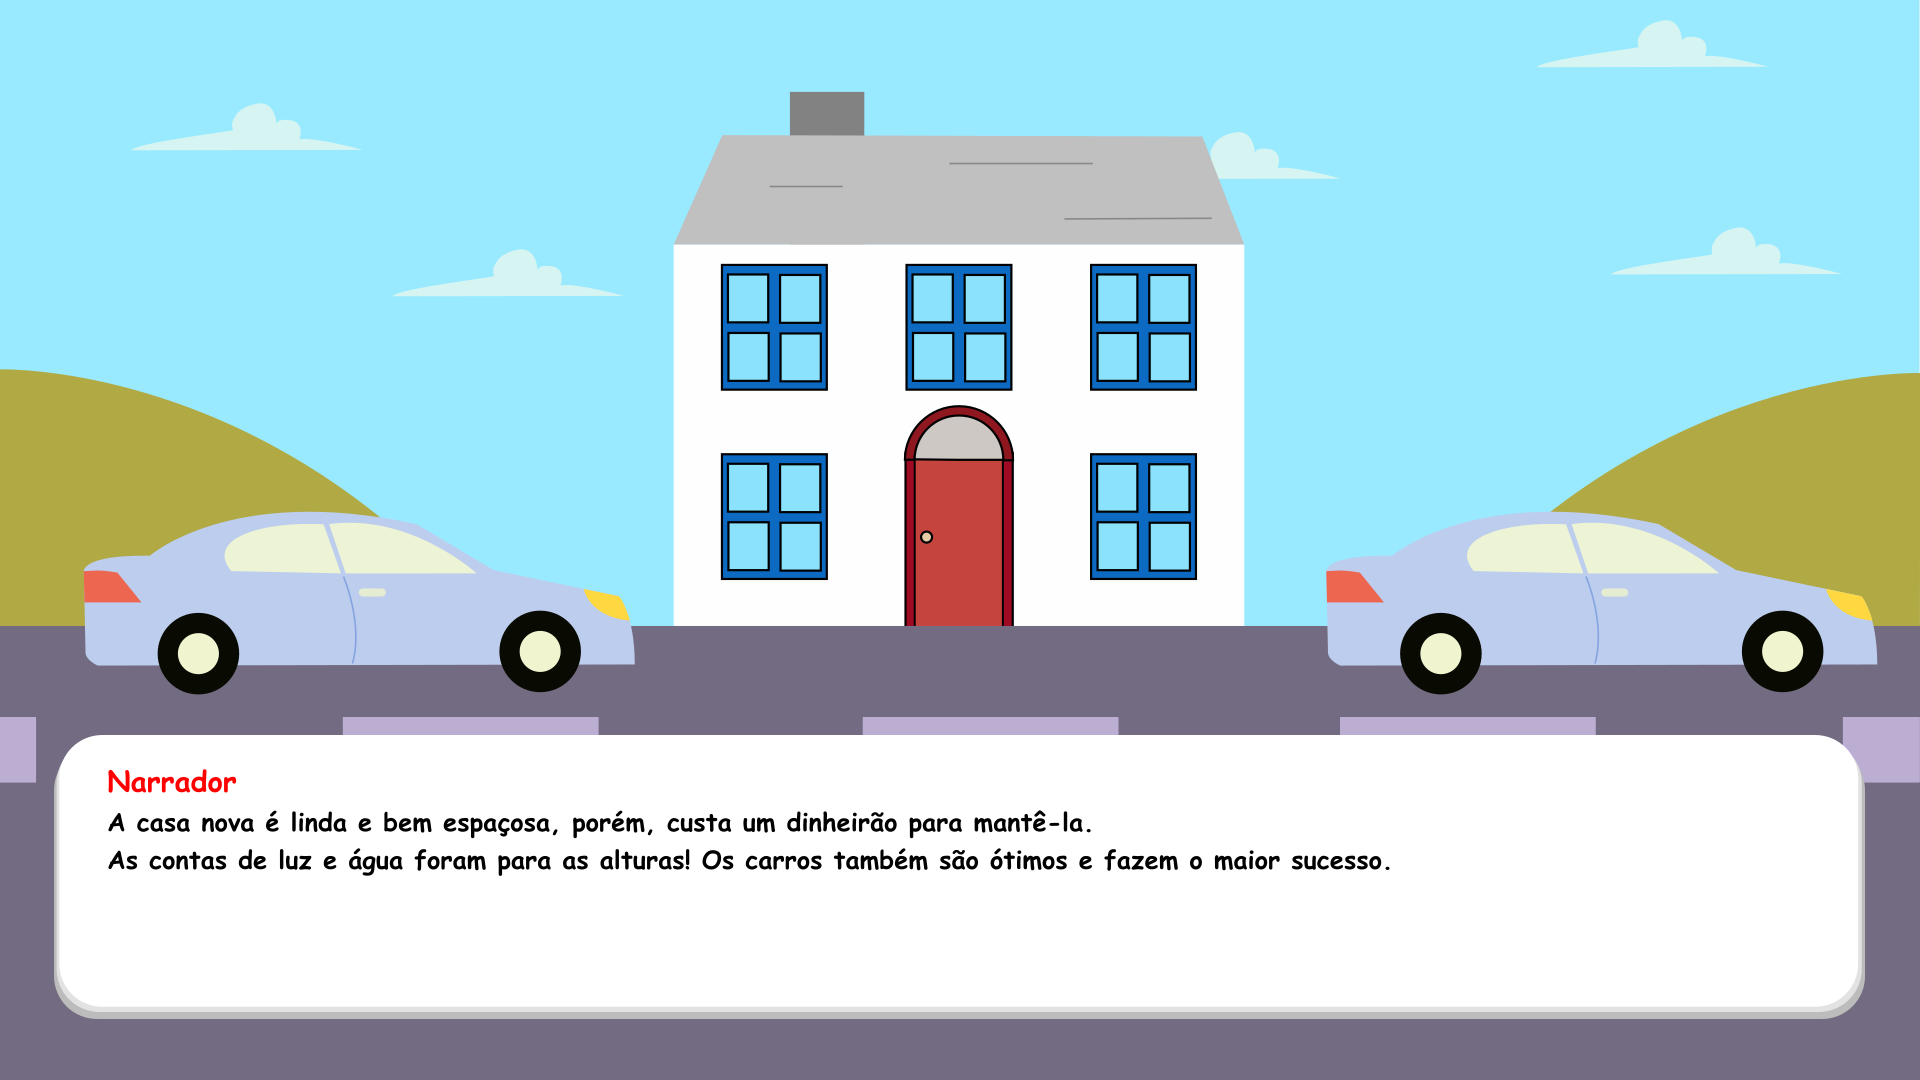 Narrador
A casa nova é linda e bem espaçosa, porém, custa um dinheirão para mantê-la.
As contas de luz e água foram para as alturas! Os carros também são ótimos e fazem o maior sucesso.